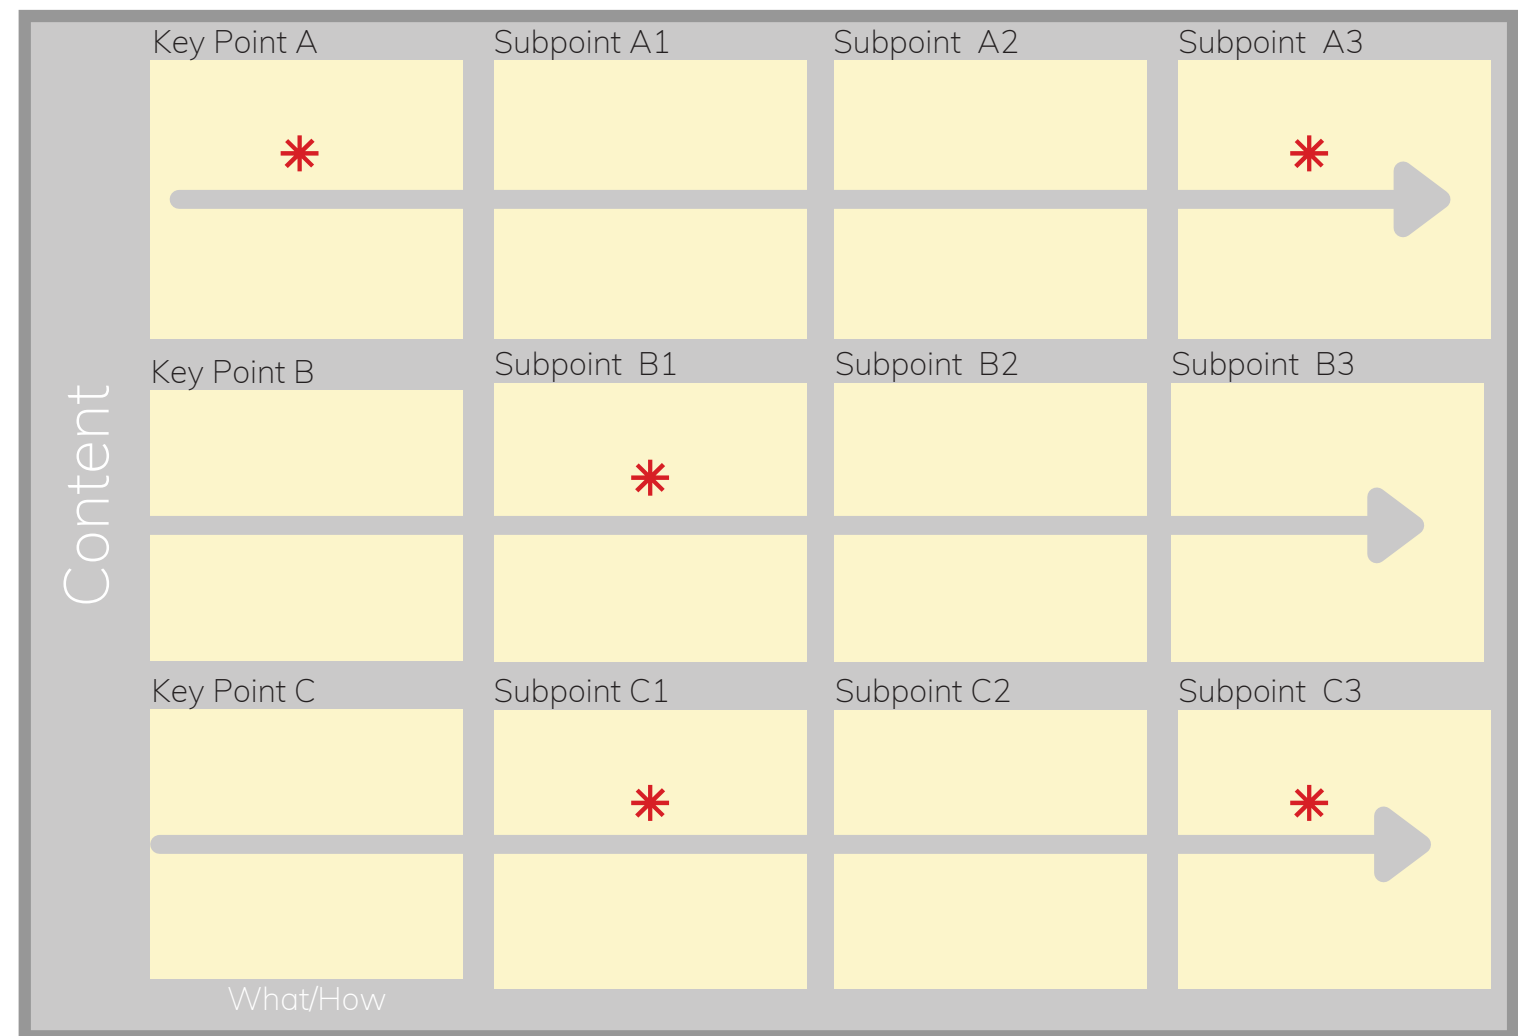 Key Point A
Subpoint A1
Subpoint A2
Subpoint A3
Content
Key Point B
Subpoint B1
Subpoint B2
Subpoint B3
Key Point C
Subpoint C1
Subpoint C2
Subpoint C3
What/How